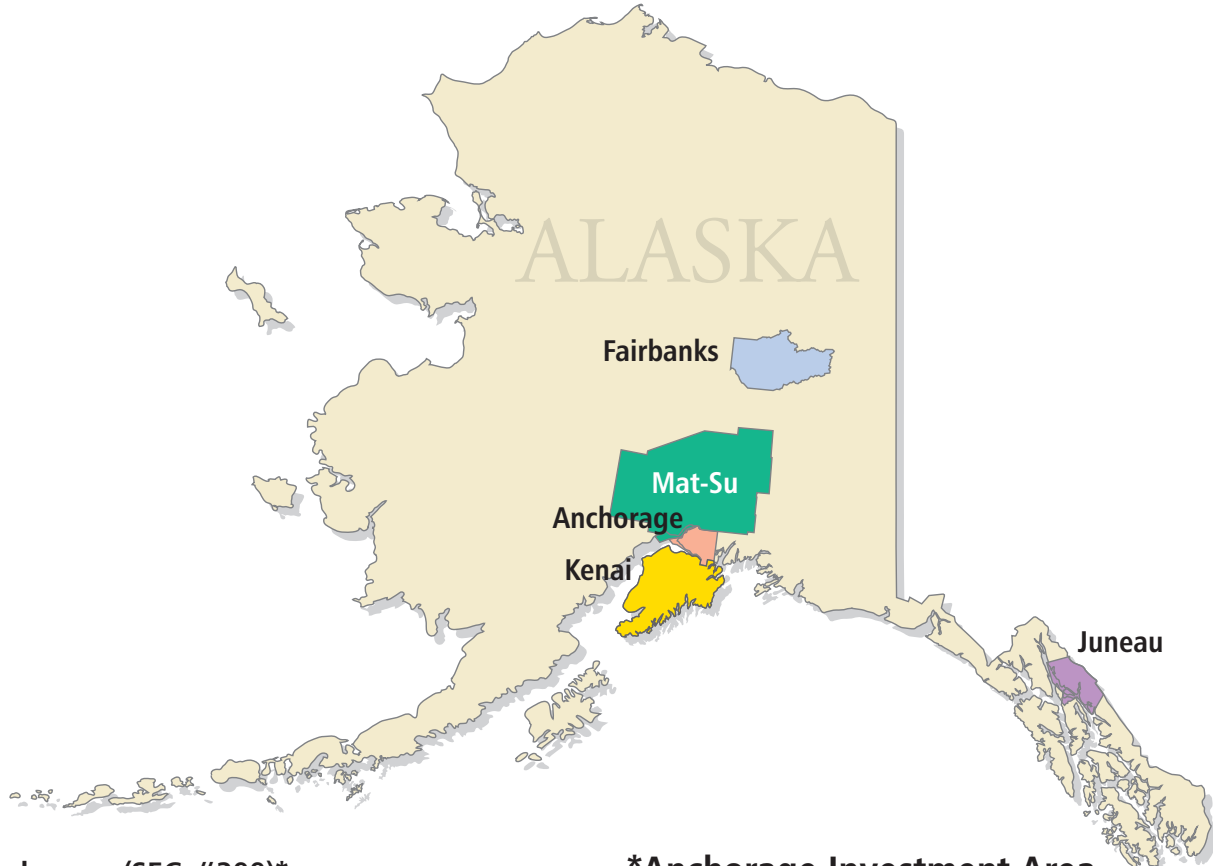 ALASKA
Fairbanks
Mat-Su
Anchorage
Kenai
Juneau
*Anchorage Investment Area